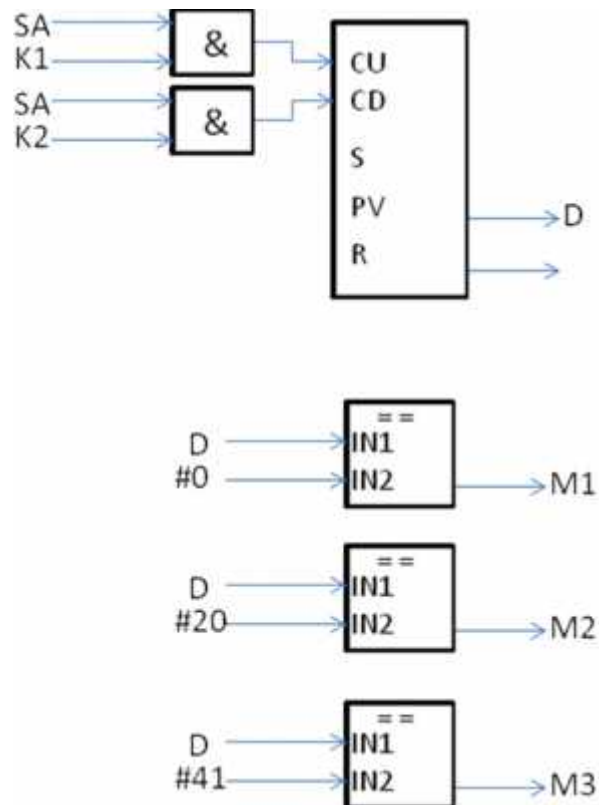 SA
K1
&
SA
K2
&
CU
CD
S
PV
R
D
==
D
IN1
#0
IN2
M1
==
D
IN1
#20
IN2
M2
==
D
IN1
#41
IN2
M3